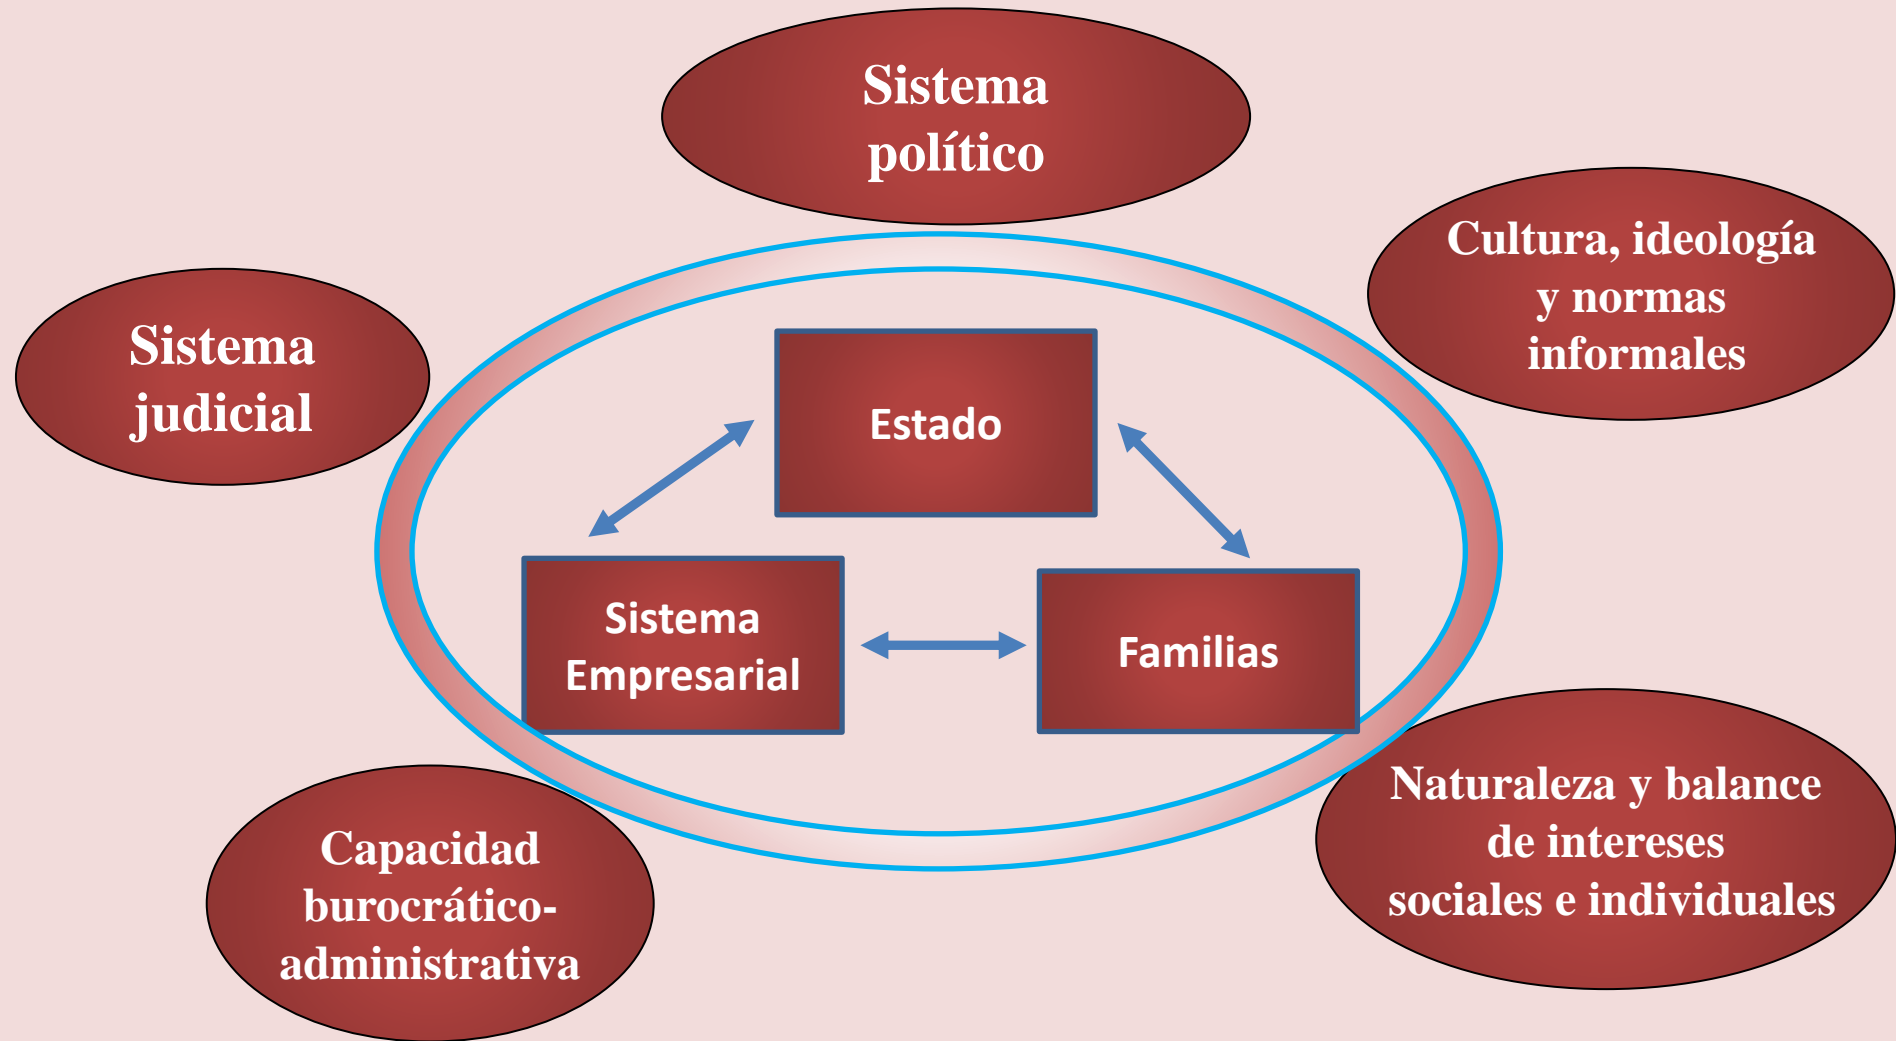 Sistema
político
Cultura, ideología
y normas
informales
Sistema
judicial
Estado
Sistema
Empresarial
Familias
Naturaleza y balance
de intereses
sociales e individuales
Capacidad
burocrático-
administrativa